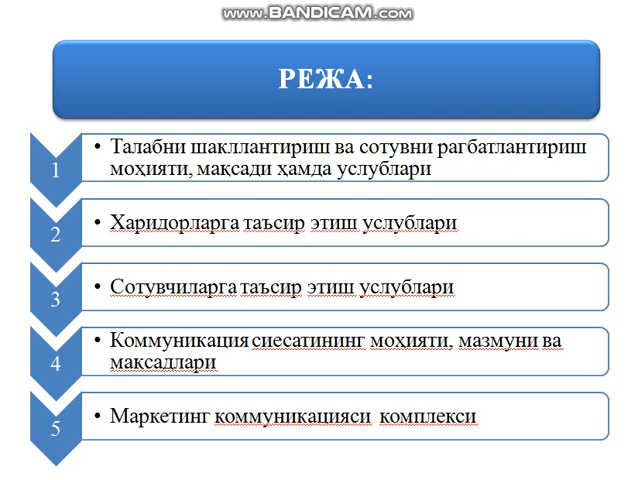 www.BANDICAM.com
РЕЖА:
1
• Талабни шакллантириш ва сотувни рагбатлантириш
моҳияти, мақсади ҳамда услублари
2
• Харидорларга таъсир этиш услублари
3
• Сотувчиларга таъсир этиш услублари
4
• Коммуникация сиесатининг моҳияти, мазмуни ва
мақсадлари
5
• Маркетинг коммуникацияси комплекси